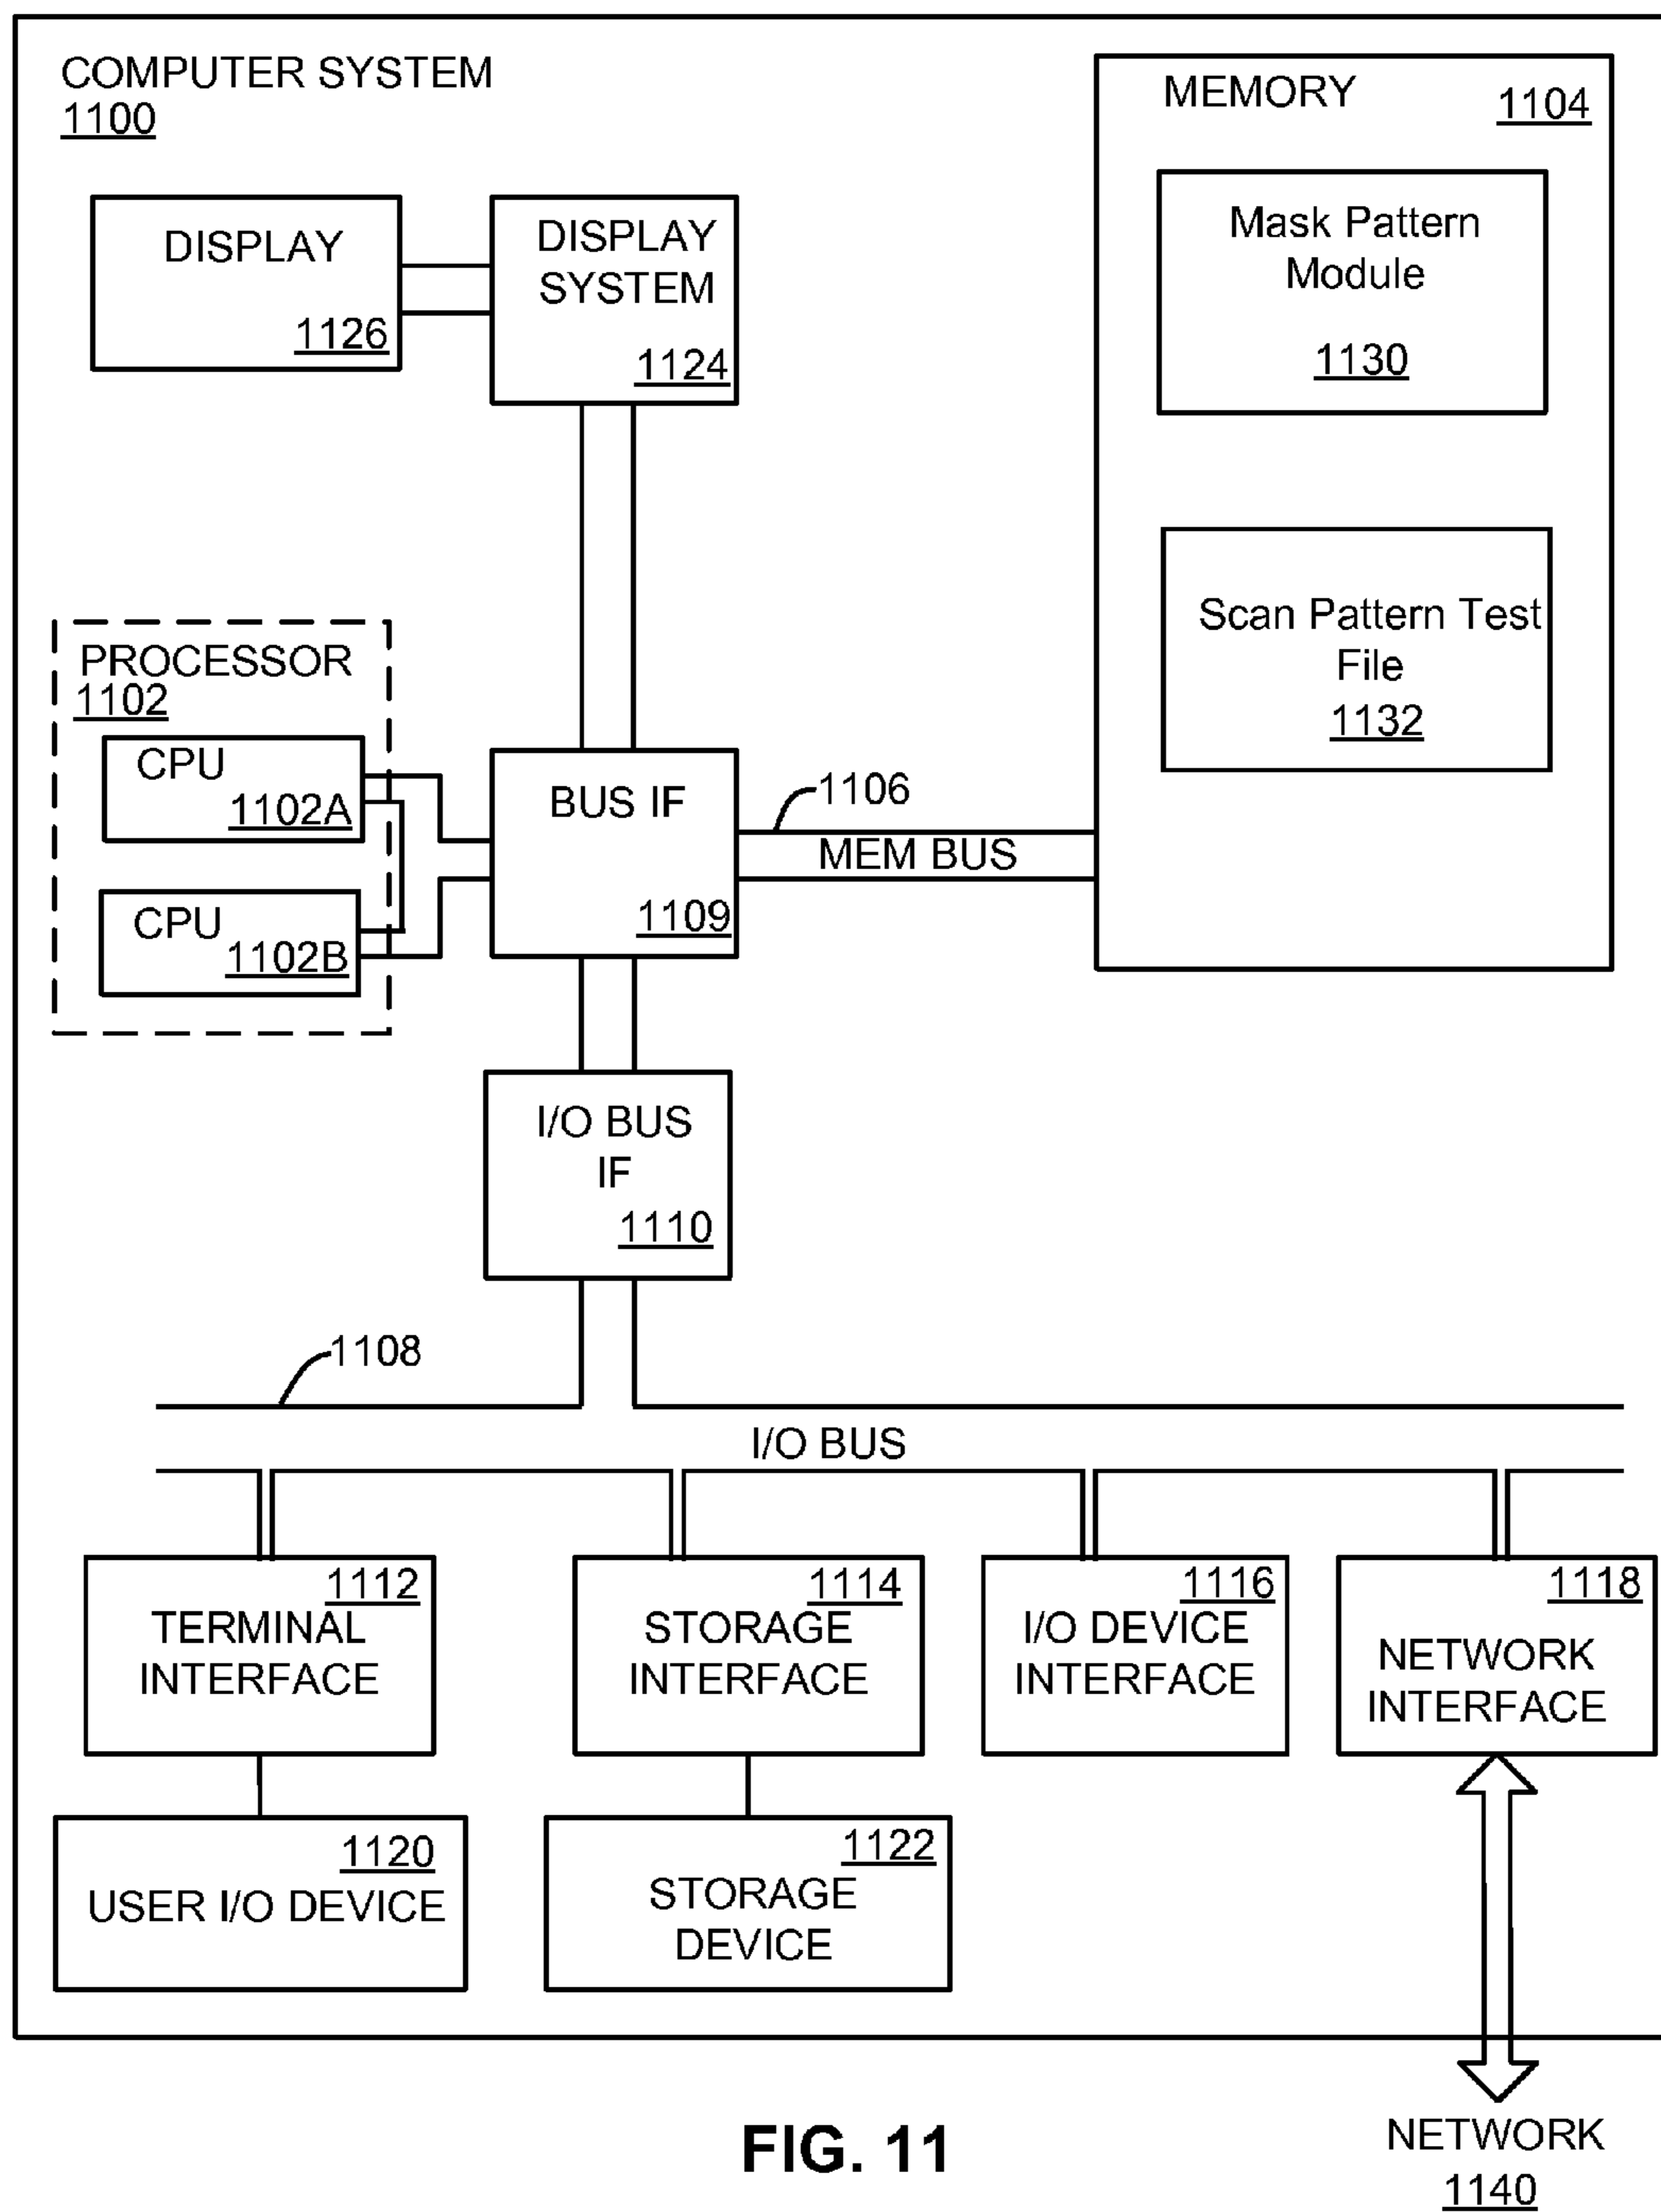 COMPUTER SYSTEM
1100
MEMORY
1104
DISPLAY
1126
DISPLAY
SYSTEM
1124
Mask Pattern
Module
1130
Scan Pattern Test
File
1132
PROCESSOR
1102
CPU
1102A
CPU
1102B
BUS IF
1109
1106
MEM BUS
I/O BUS
IF
1110
1108
I/O BUS
1112
TERMINAL
INTERFACE
1114
STORAGE
INTERFACE
1116
I/O DEVICE
INTERFACE
1118
NETWORK
INTERFACE
1120
USER I/O DEVICE
1122
STORAGE
DEVICE
FIG. 11
NETWORK
1140